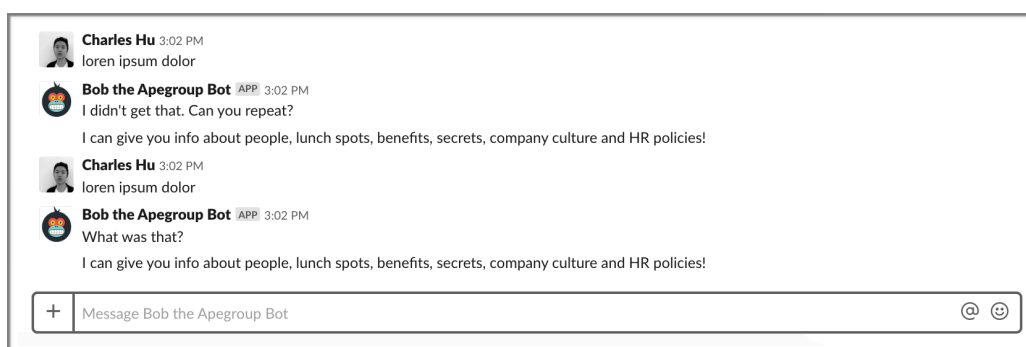 Charles Hu 3:02 PM
loren ipsum dolor
Bob the Apegroup Bot APP 3:02 PM
I didn't get that. Can you repeat?
I can give you info about people, lunch spots, benefits, secrets, company culture and HR policies!
Charles Hu 3:02 PM
loren ipsum dolor
Bob the Apegroup Bot APP 3:02 PM
What was that?
I can give you info about people, lunch spots, benefits, secrets, company culture and HR policies!
Message Bob the Apegroup Bot